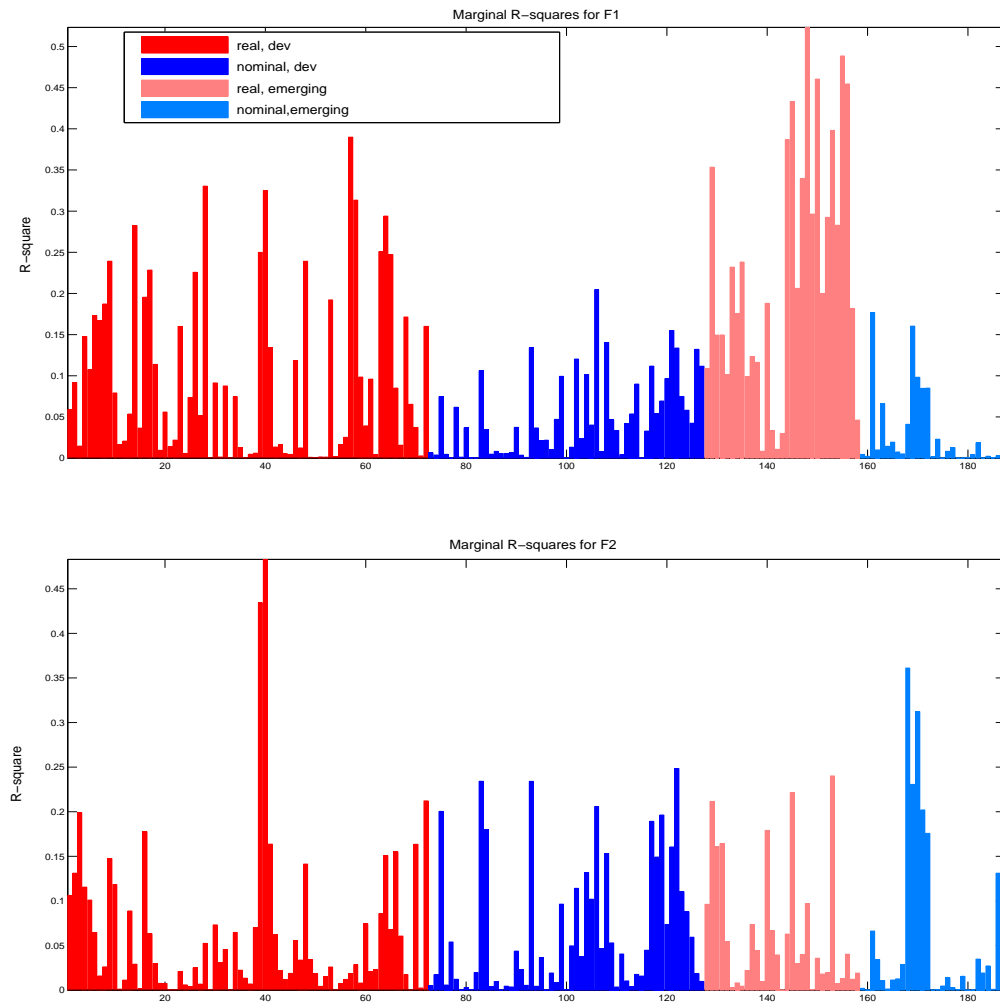 Marginal R−squares for F1
0.5
0.45
0.4
0.35
0.3
0.25
0.2
0.15
0.1
0.05
0
R−square
real, dev
nominal, dev
real, emerging
nominal,emerging
20 40 60 80 100 120 140 160 180
Marginal R−squares for F2
0.45
0.4
0.35
0.3
0.25
0.2
0.15
0.1
0.05
0
R−square
20 40 60 80 100 120 140 160 180